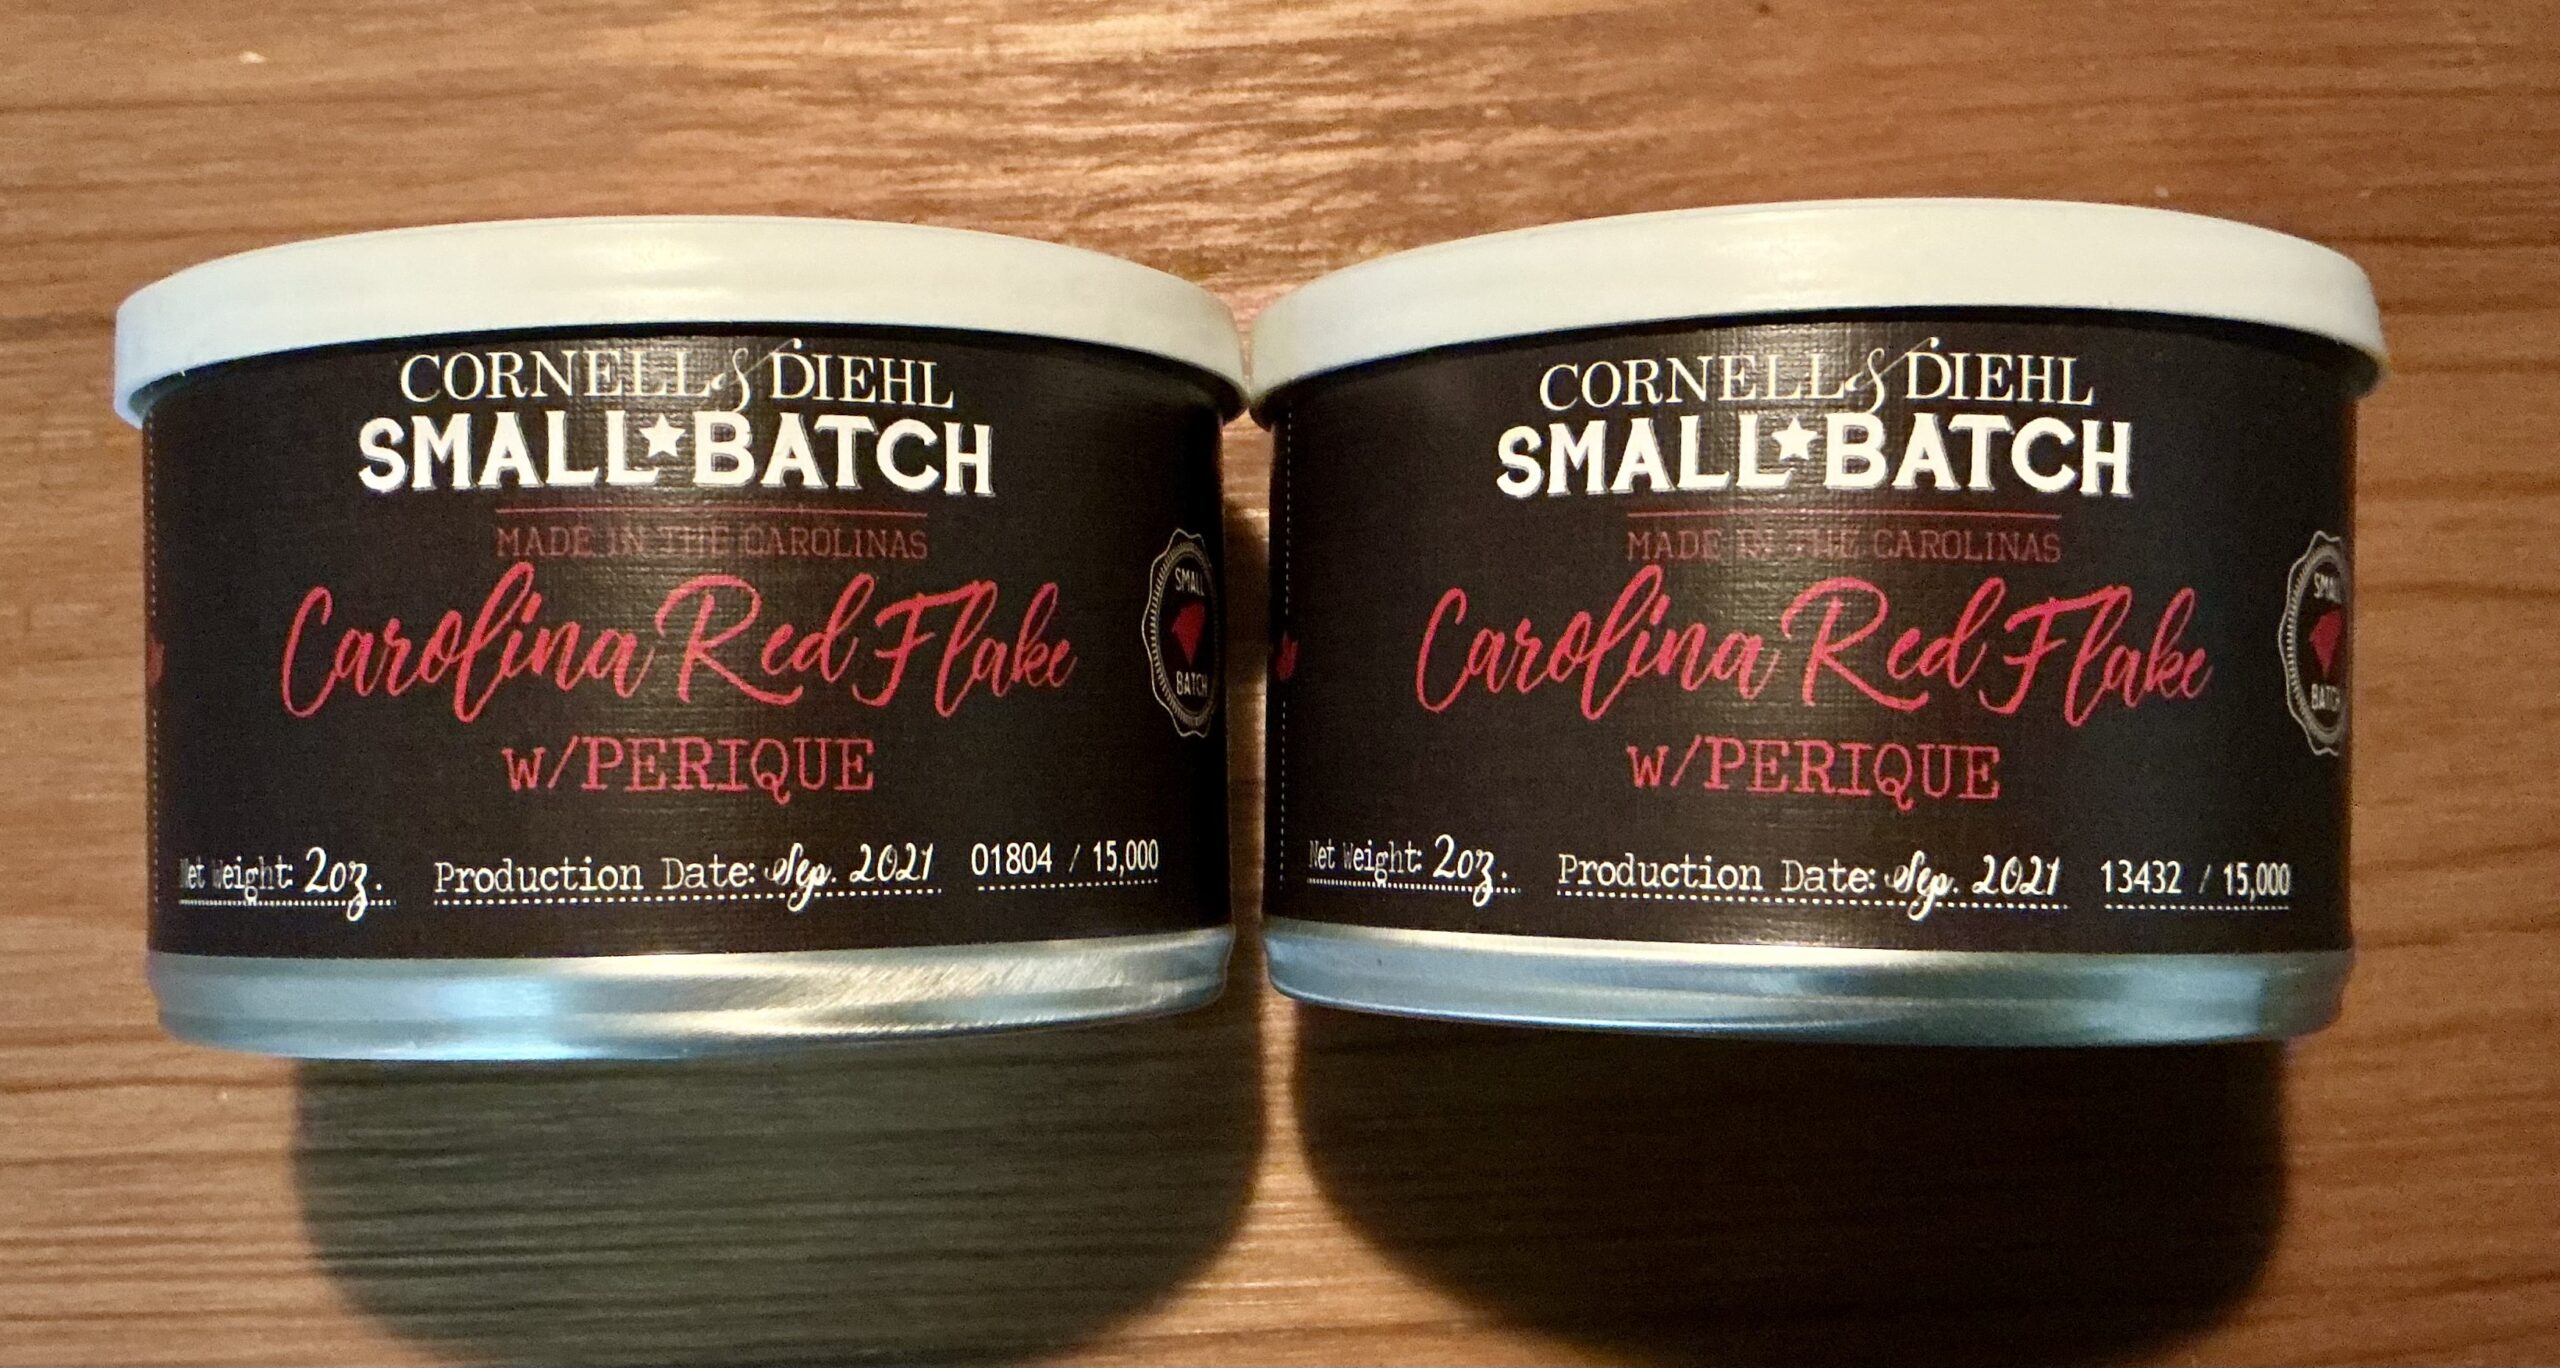 CORNELL & DIEHL
SMALL★BATCH
MADE IN THE CAROLINAS
Carolina Red Flake
w/PERIQUE
Net Weight: 2oz. Production Date: Sep. 2021 01804 / 15,000
SMALL
BATCH
CORNELL & DIEHL
SMALL★BATCH
MADE IN THE CAROLINAS
Carolina Red Flake
w/PERIQUE
Net Weight: 2oz. Production Date: Sep. 2021 13432 / 15,000
SMALL
BATCH